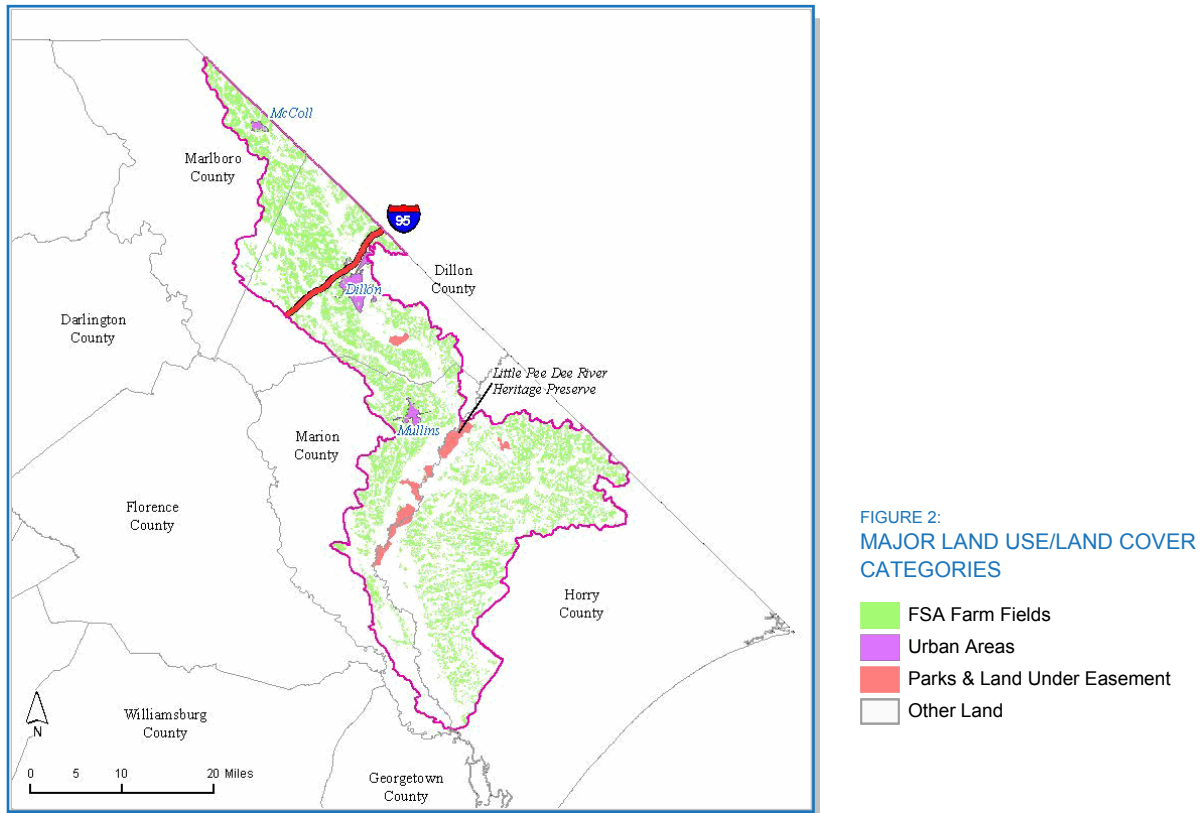 McColl
Marlboro
County
95
Dillon
County
Dillon
Darlington
County
Little Pee Dee River
Heritage Preserve
Mullins
Marion
County
Florence
County
Horry
County
Williamsburg
County
Georgetown
County
N
0 5 10 20 Miles
FIGURE 2:
MAJOR LAND USE/LAND COVER
CATEGORIES
FSA Farm Fields
Urban Areas
Parks & Land Under Easement
Other Land